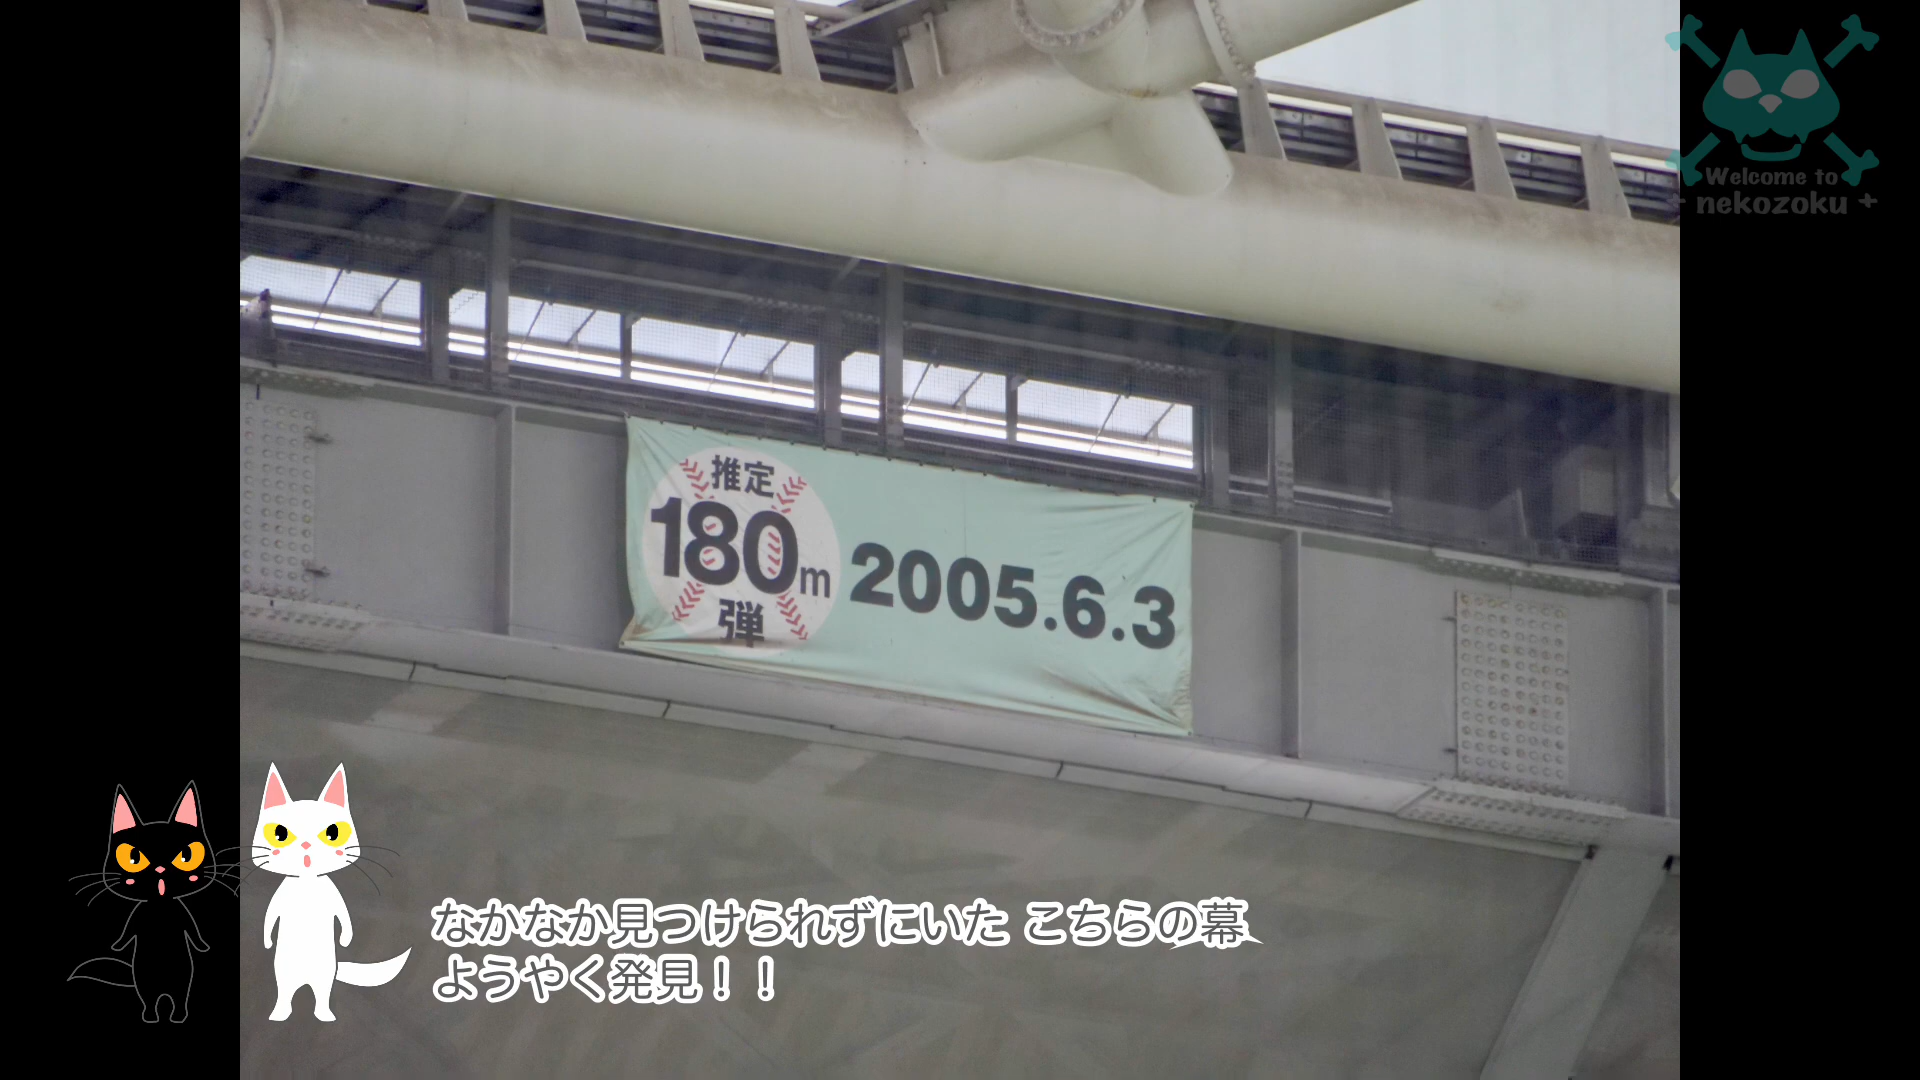 Welcome to
+ nekozoku +
推定
180m
弾
2005.6.3
なかなか見つけられずにいた こちらの幕
ようやく発見！！